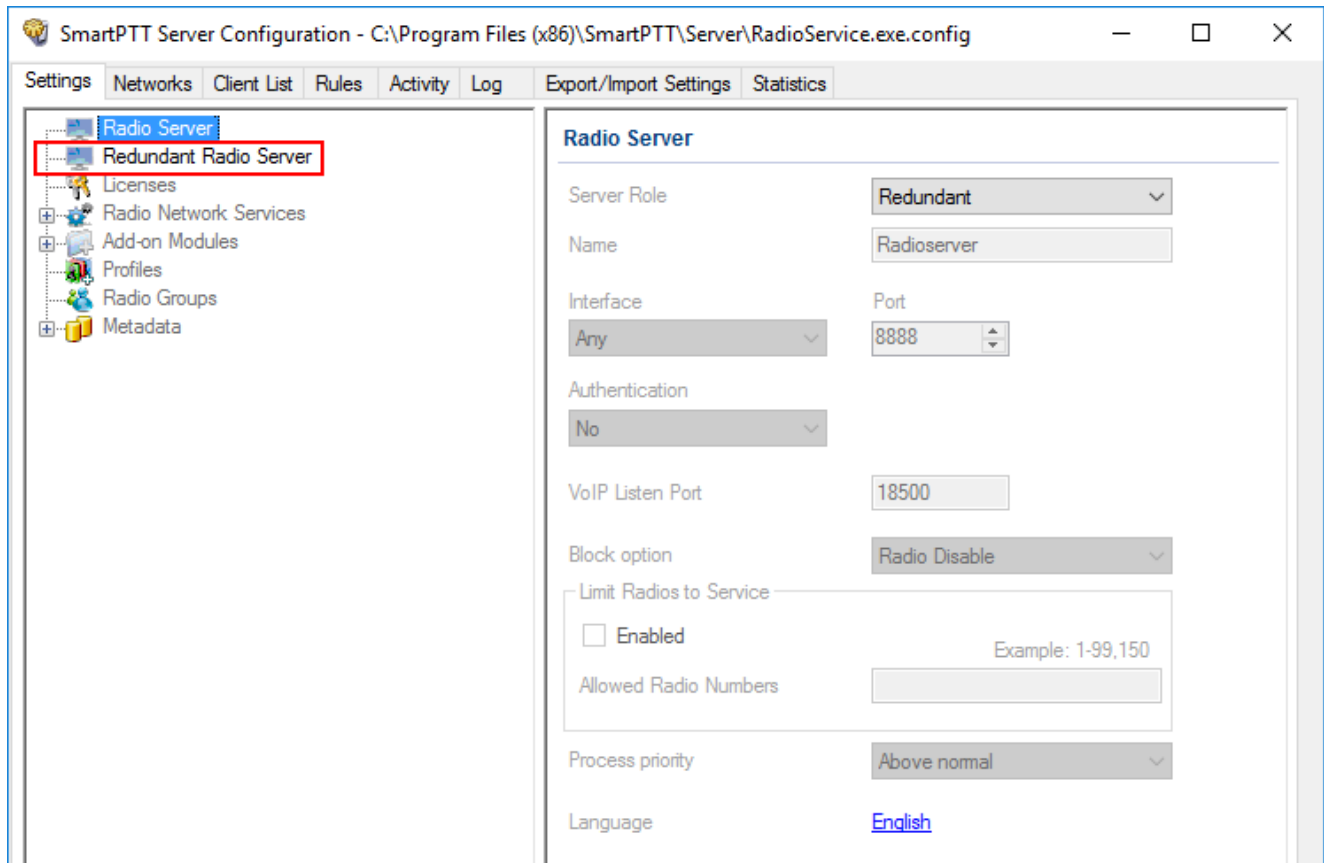 SmartPTT Server Configuration - C:\Program Files (x86)\SmartPTT\Server\RadioService.exe.config
Settings Networks Client List Rules Activity Log Export/Import Settings Statistics
Radio Server
Redundant Radio Server
Licenses
Radio Network Services
Add-on Modules
Profiles
Radio Groups
Metadata
Radio Server
Server Role Redundant
Name Radioserver
Interface Port
Any 8888
Authentication
No
VoIP Listen Port 18500
Block option Radio Disable
Limit Radios to Service
Enabled
Example: 1-99,150
Allowed Radio Numbers
Process priority Above normal
Language English